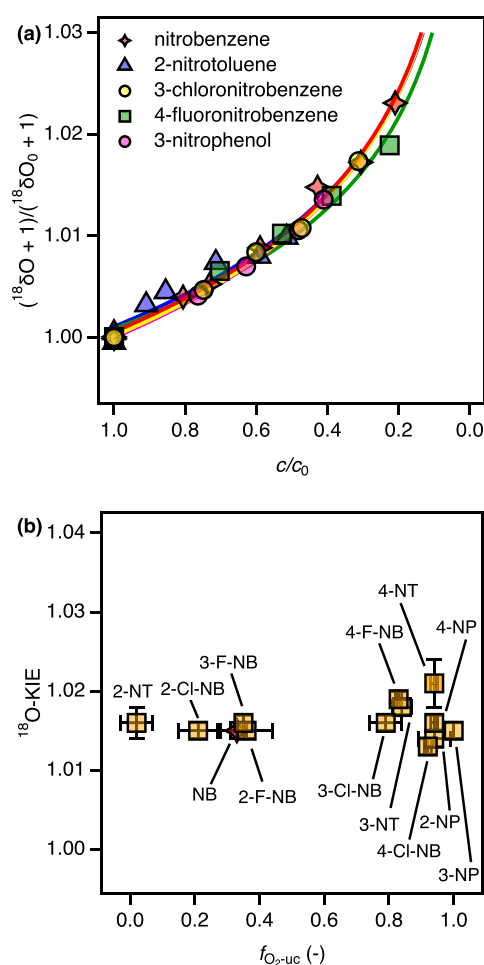 (a)
1.03
1.02
1.01
1.00
(¹⁸δO + 1)/(¹⁸δO₀ + 1)
nitrobenzene
2-nitrotoluene
3-chloronitrobenzene
4-fluoronitrobenzene
3-nitrophenol
1.0 0.8 0.6 0.4 0.2 0.0
c/c₀
(b)
1.04
1.03
1.02
1.01
1.00
¹⁸O-KIE
4-NT
4-F-NB
4-NP
3-F-NB
2-NT
2-Cl-NB
NB
2-F-NB
3-Cl-NB
3-NT
2-NP
4-Cl-NB
3-NP
0.0 0.2 0.4 0.6 0.8 1.0
f O₂-uc (-)